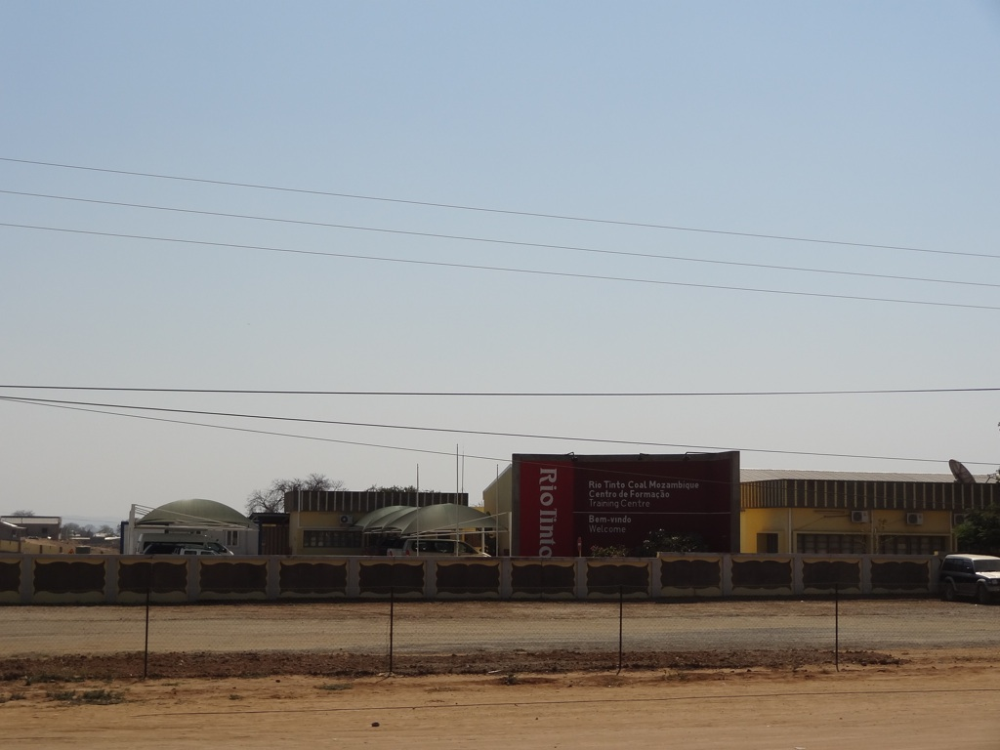 Rio Tinto
Rio Tinto Coal Mozambique
Centro de Formação
Training Centre
Bem-vindo
Welcome